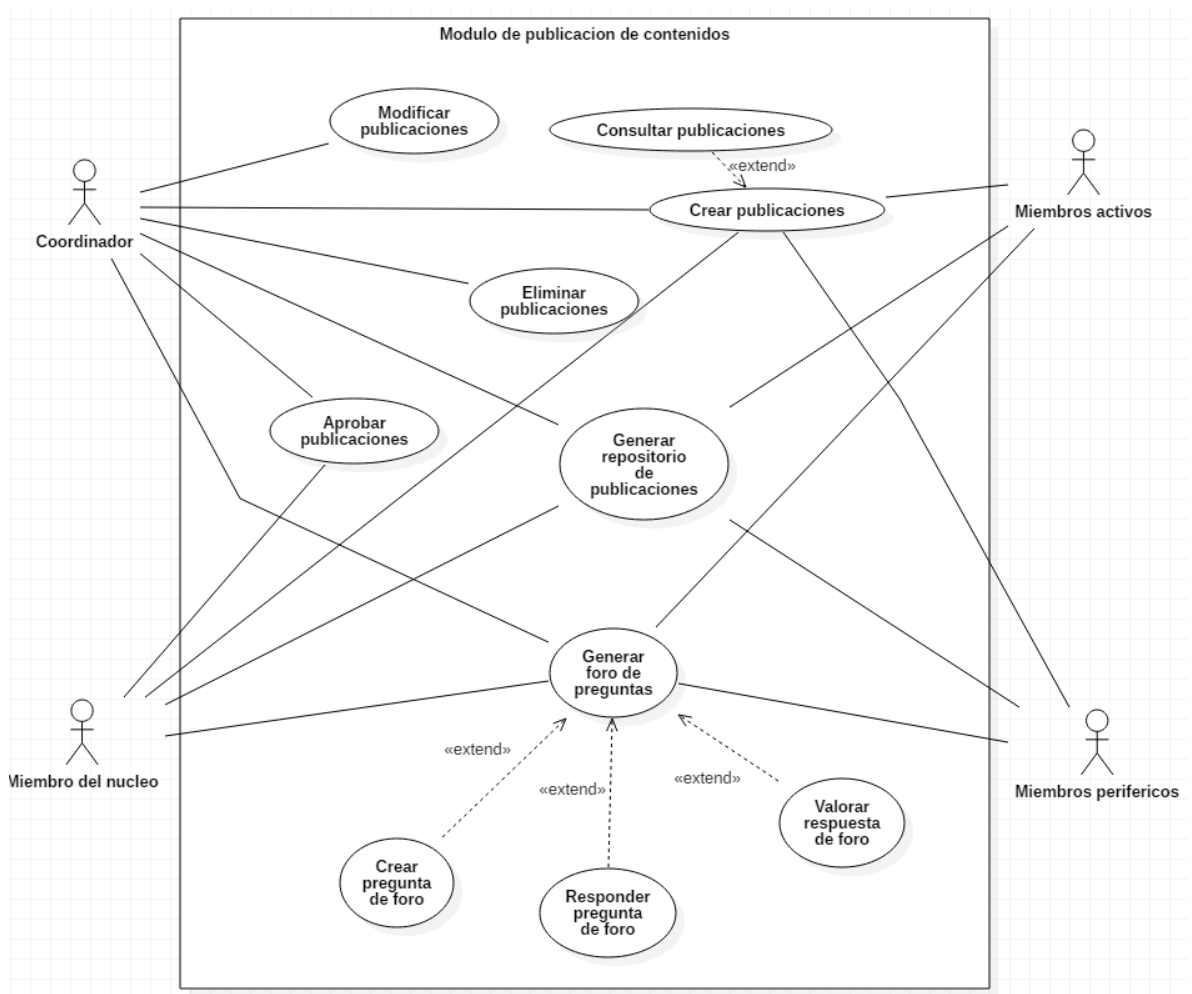 Modulo de publicacion de contenidos
Modificar
publicaciones
Consultar publicaciones
«extend»
Crear publicaciones
Coordinador
Miembros activos
Eliminar
publicaciones
Aprobar
publicaciones
Generar
repositorio
de
publicaciones
Generar
foro de
preguntas
Miembro del nucleo
Miembros perifericos
«extend»
«extend»
«extend»
Crear
pregunta
de foro
Responder
pregunta
de foro
Valorar
respuesta
de foro